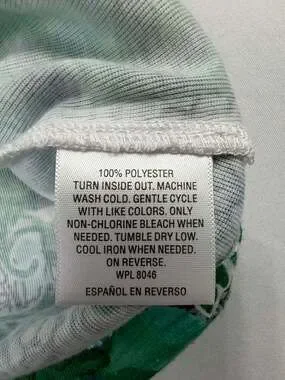 100% POLYESTER
TURN INSIDE OUT. MACHINE
WASH COLD. GENTLE CYCLE
WITH LIKE COLORS. ONLY
NON-CHLORINE BLEACH WHEN
NEEDED. TUMBLE DRY LOW.
COOL IRON WHEN NEEDED.
ON REVERSE.
WPL 8046
ESPAÑOL EN REVERSO